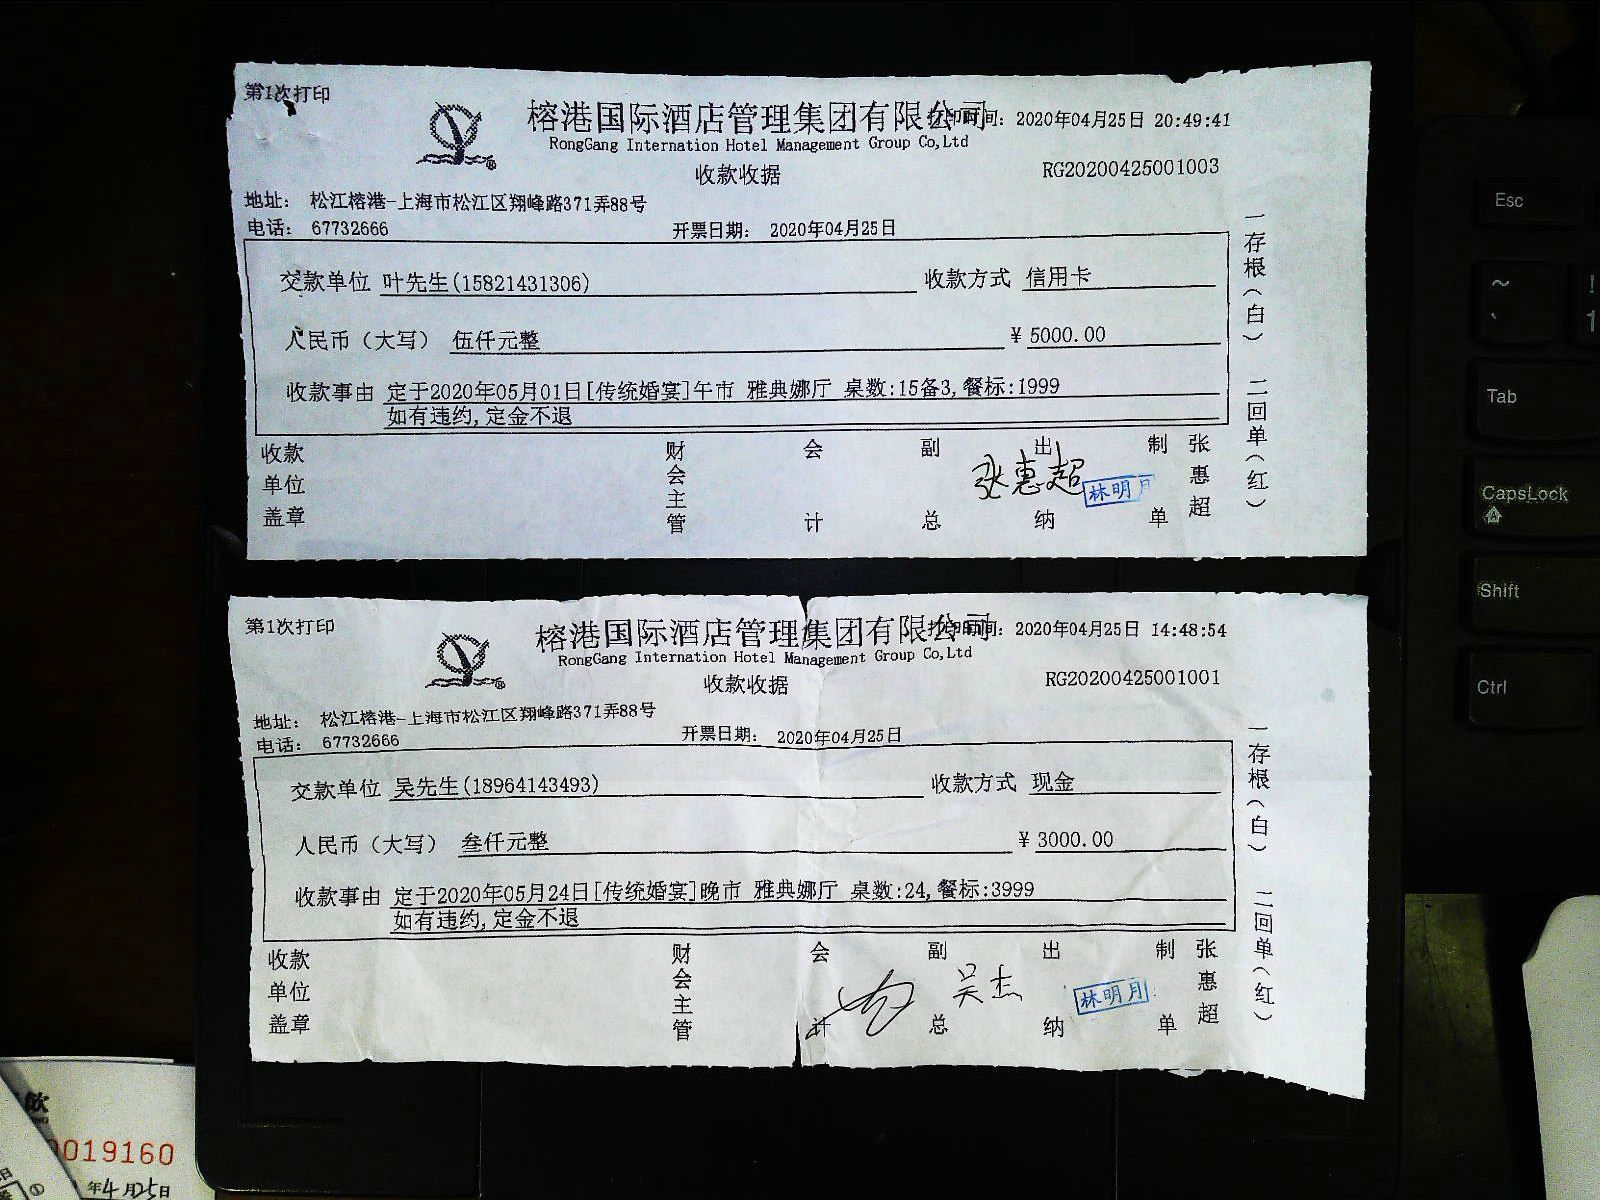 第1次打印
榕港国际酒店管理集团有限公司
打印时间: 2020年04月25日 20:49:41
RongGang Internation Hotel Management Group Co,Ltd
收款收据
RG20200425001003
地址: 松江榕港-上海市松江区翔峰路371弄88号
电话: 67732666
开票日期: 2020年04月25日
交款单位 叶先生(15821431306)
收款方式 信用卡
人民币(大写) 伍仟元整
¥ 5000.00
收款事由 定于2020年05月01日[传统婚宴]午市 雅典娜厅 桌数:15备3,餐标:1999
如有违约,定金不退
收款单位盖章
财会主管
会计
副总
出纳
张惠超
林明月
制单
张惠超
一存根(白) 二回单(红)
第1次打印
榕港国际酒店管理集团有限公司
打印时间: 2020年04月25日 14:48:54
RongGang Internation Hotel Management Group Co,Ltd
收款收据
RG20200425001001
地址: 松江榕港-上海市松江区翔峰路371弄88号
电话: 67732666
开票日期: 2020年04月25日
交款单位 吴先生(18964143493)
收款方式 现金
人民币(大写) 叁仟元整
¥ 3000.00
收款事由 定于2020年05月24日[传统婚宴]晚市 雅典娜厅 桌数:24,餐标:3999
如有违约,定金不退
收款单位盖章
财会主管
会计
副总
吴杰
出纳
林明月
制单
张惠超
一存根(白) 二回单(红)
0019160
年4月25日
Esc
~
Tab
CapsLock
Shift
Ctrl
!
1